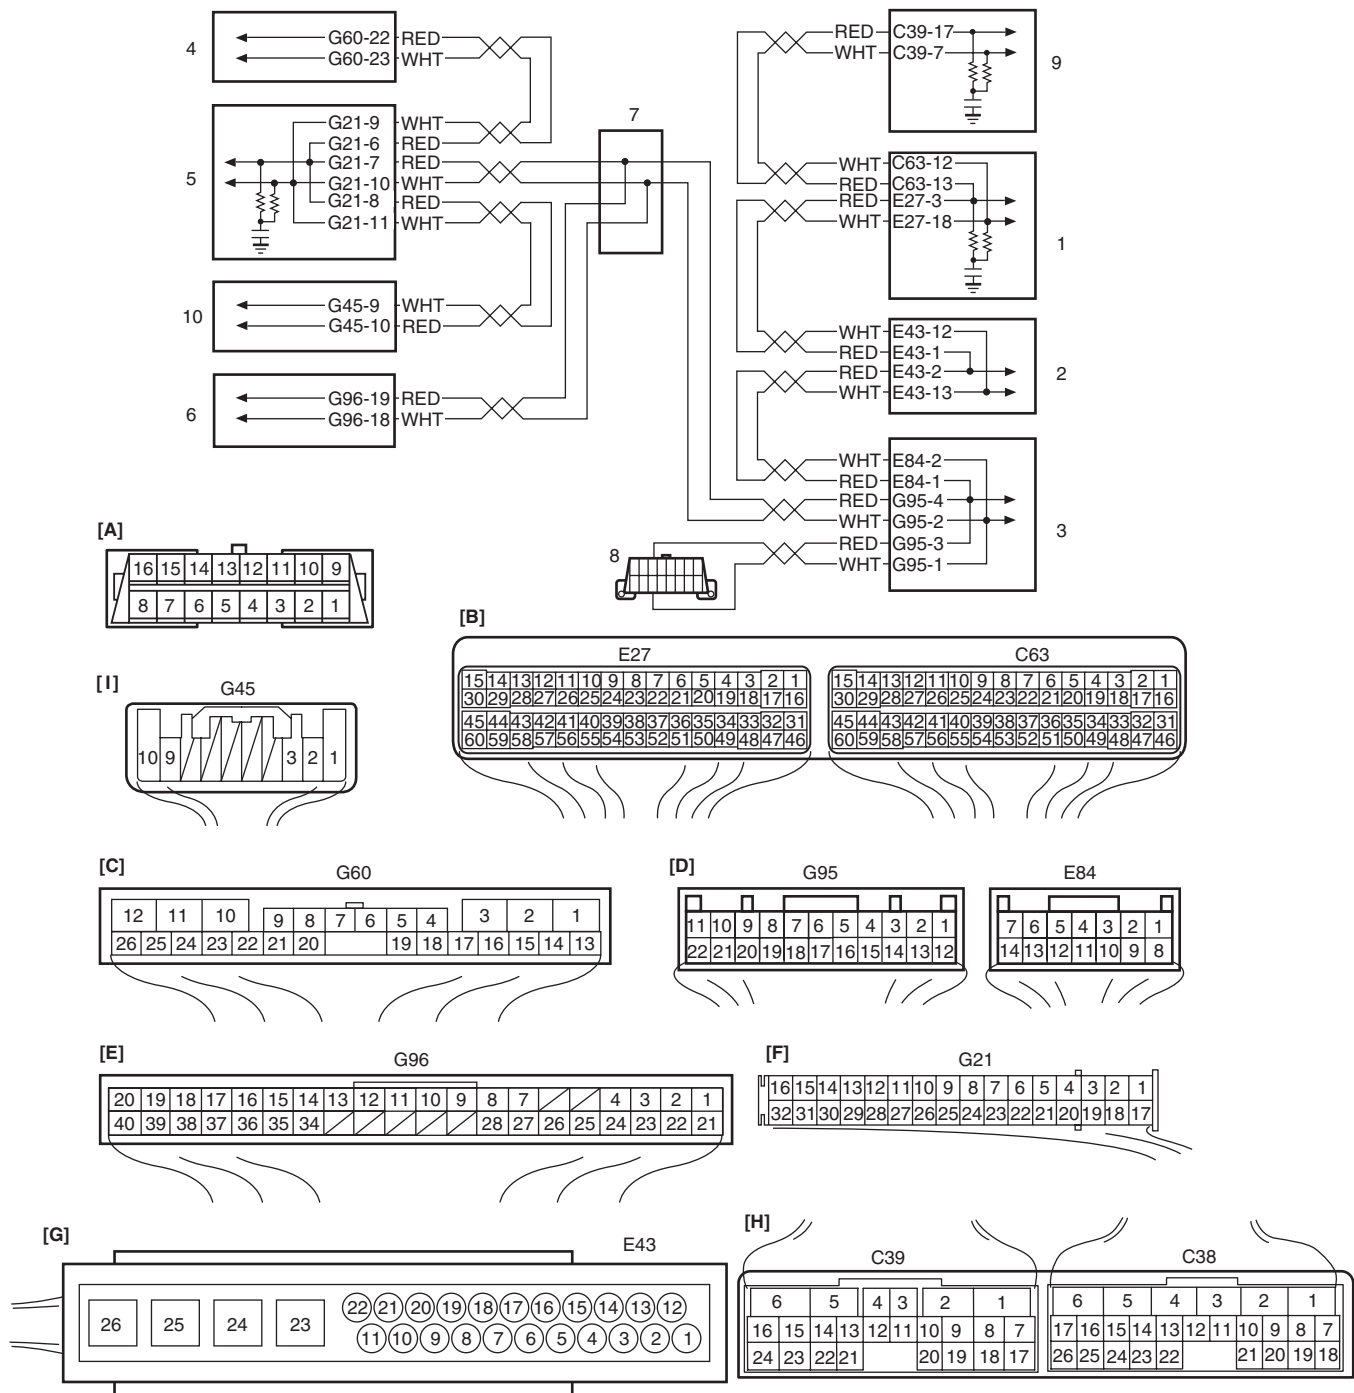 4
G60-22 RED
G60-23 WHT
5
G21-9 WHT
G21-6 RED
G21-7 RED
G21-10 WHT
G21-8 RED
G21-11 WHT
10
G45-9 WHT
G45-10 RED
6
G96-19 RED
G96-18 WHT
7
RED C39-17
WHT C39-7
9
WHT C63-12
RED C63-13
RED E27-3
WHT E27-18
1
WHT E43-12
RED E43-1
RED E43-2
WHT E43-13
2
WHT E84-2
RED E84-1
RED G95-4
WHT G95-2
RED G95-3
WHT G95-1
3
8
[A]
16 15 14 13 12 11 10 9
8 7 6 5 4 3 2 1
[B]
E27
15 14 13 12 11 10 9 8 7 6 5 4 3 2 1
30 29 28 27 26 25 24 23 22 21 20 19 18 17 16
45 44 43 42 41 40 39 38 37 36 35 34 33 32 31
60 59 58 57 56 55 54 53 52 51 50 49 48 47 46
C63
15 14 13 12 11 10 9 8 7 6 5 4 3 2 1
30 29 28 27 26 25 24 23 22 21 20 19 18 17 16
45 44 43 42 41 40 39 38 37 36 35 34 33 32 31
60 59 58 57 56 55 54 53 52 51 50 49 48 47 46
[I]
G45
10 9 3 2 1
[C]
G60
12 11 10 9 8 7 6 5 4 3 2 1
26 25 24 23 22 21 20 19 18 17 16 15 14 13
[D]
G95
11 10 9 8 7 6 5 4 3 2 1
22 21 20 19 18 17 16 15 14 13 12
E84
7 6 5 4 3 2 1
14 13 12 11 10 9 8
[E]
G96
20 19 18 17 16 15 14 13 12 11 10 9 8 7 4 3 2 1
40 39 38 37 36 35 34 28 27 26 25 24 23 22 21
[F]
G21
16 15 14 13 12 11 10 9 8 7 6 5 4 3 2 1
32 31 30 29 28 27 26 25 24 23 22 21 20 19 18 17
[G]
E43
26 25 24 23
22 21 20 19 18 17 16 15 14 13 12
11 10 9 8 7 6 5 4 3 2 1
[H]
C39
6 5 4 3 2 1
16 15 14 13 12 11 10 9 8 7
24 23 22 21 20 19 18 17
C38
6 5 4 3 2 1
17 16 15 14 13 12 11 10 9 8 7
26 25 24 23 22 21 20 19 18